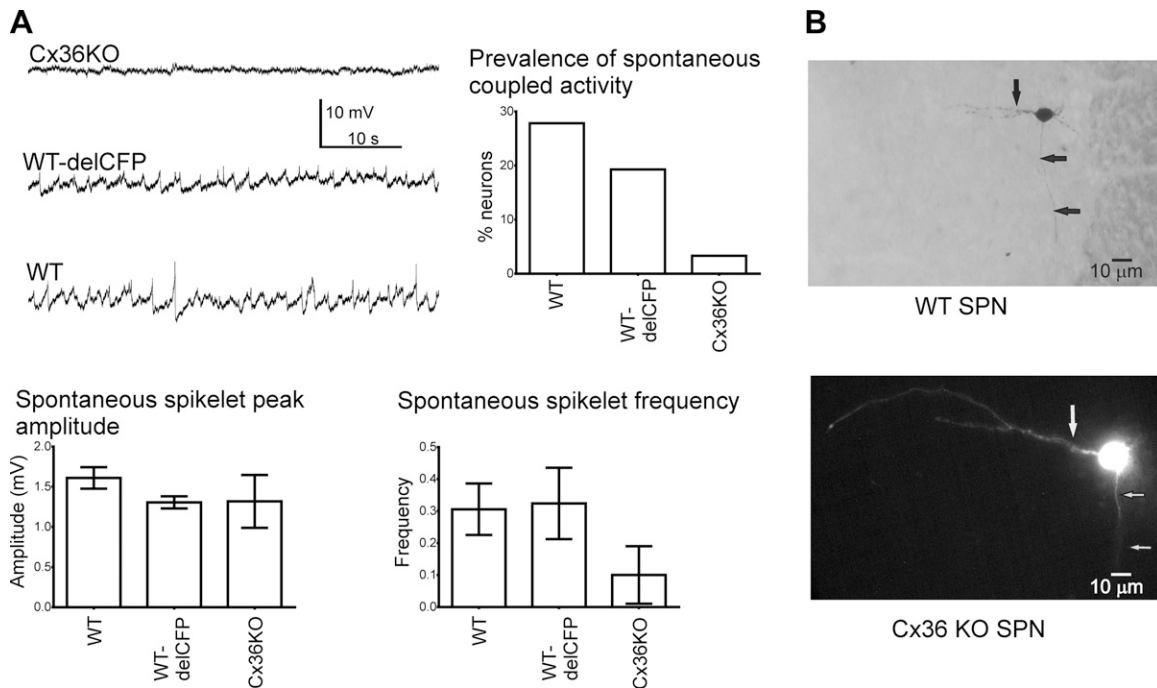 A
Cx36KO
10 mV
10 s
WT-delCFP
WT
Prevalence of spontaneous
coupled activity
% neurons
30
20
10
0
WT
WT-
delCFP
Cx36KO
Spontaneous spikelet peak
amplitude
Amplitude (mV)
2.0
1.5
1.0
0.5
0.0
WT
WT-
delCFP
Cx36KO
Spontaneous spikelet frequency
Frequency
0.5
0.4
0.3
0.2
0.1
0.0
WT
WT-
delCFP
Cx36KO
B
10 μm
WT SPN
10 μm
Cx36 KO SPN